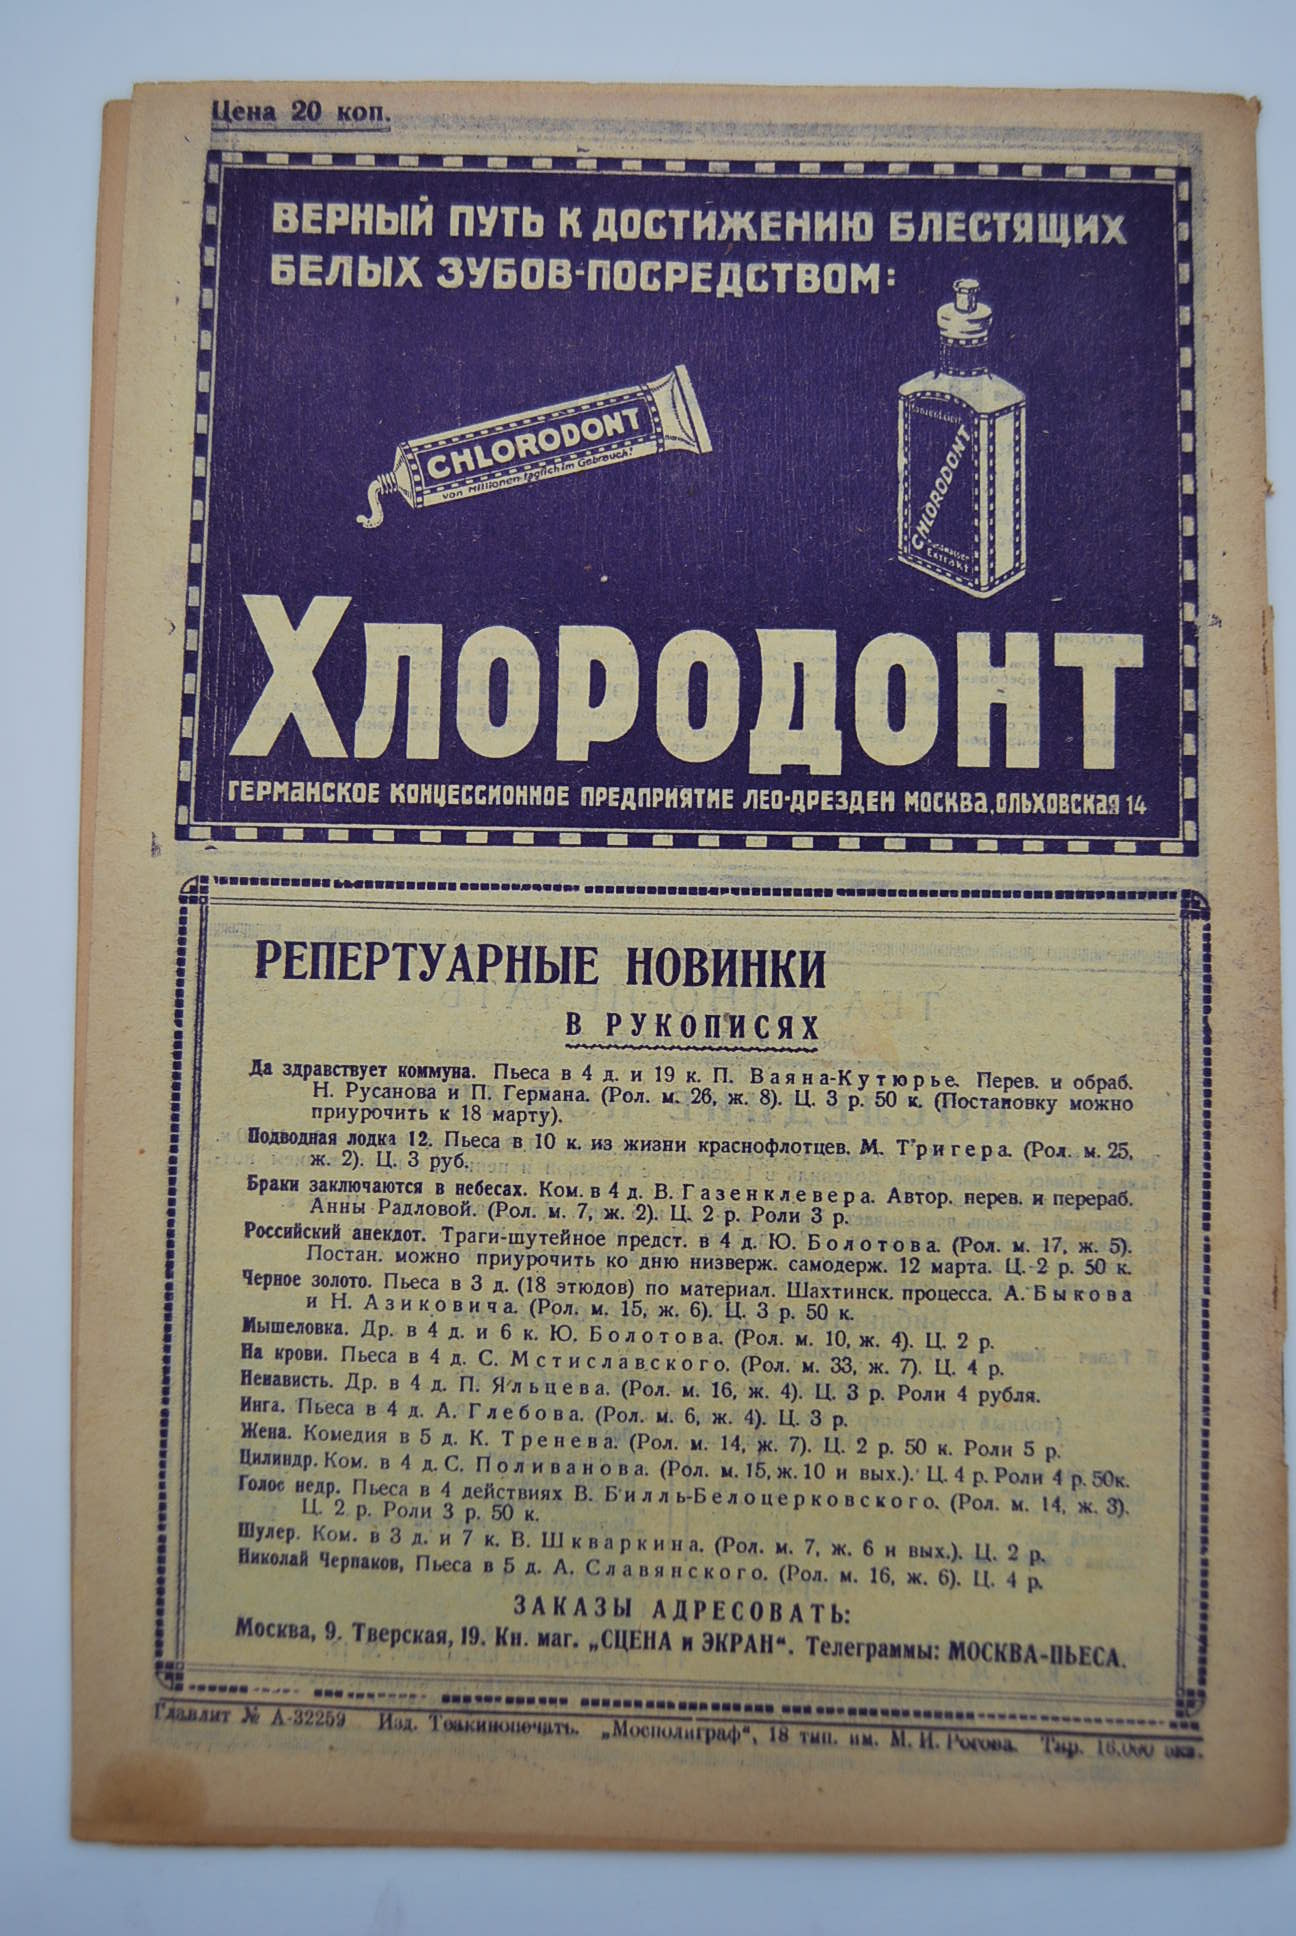 Цена 20 коп.
ВЕРНЫЙ ПУТЬ К ДОСТИЖЕНИЮ БЛЕСТЯЩИХ
БЕЛЫХ ЗУБОВ-ПОСРЕДСТВОМ:
CHLORODONT
von Millionen täglich im Gebrauch!
CHLORODONT
Extrakt
ХЛОРОДОНТ
ГЕРМАНСКОЕ КОНЦЕССИОННОЕ ПРЕДПРИЯТИЕ ЛЕО-ДРЕЗДЕН МОСКВА, ОЛЬХОВСКАЯ 14
РЕПЕРТУАРНЫЕ НОВИНКИ
В РУКОПИСЯХ
Да здравствует коммуна. Пьеса в 4 д. и 19 к. П. Ваяна-Кутюрье. Перев. и обраб.
Н. Русанова и П. Германа. (Рол. м. 26, ж. 8). Ц. 3 р. 50 к. (Постановку можно
приурочить к 18 марту).
Подводная лодка 12. Пьеса в 10 к. из жизни краснофлотцев. М. Тригера. (Рол. м. 25,
ж. 2). Ц. 3 руб.
Браки заключаются в небесах. Ком. в 4 д. В. Газенклевера. Автор. перев. и перераб.
Анны Радловой. (Рол. м. 7, ж. 2). Ц. 2 р. Роли 3 р.
Российский анекдот. Траги-шутейное предст. в 4 д. Ю. Болотова. (Рол. м. 17, ж. 5).
Постан. можно приурочить ко дню низверж. самодерж. 12 марта. Ц. 2 р. 50 к.
Черное золото. Пьеса в 3 д. (18 этюдов) по материал. Шахтинск. процесса. А. Быкова
и Н. Азиковича. (Рол. м. 15, ж. 6). Ц. 3 р. 50 к.
Мышеловка. Др. в 4 д. и 6 к. Ю. Болотова. (Рол. м. 10, ж. 4). Ц. 2 р.
На крови. Пьеса в 4 д. С. Мстиславского. (Рол. м. 33, ж. 7). Ц. 4 р.
Ненависть. Др. в 4 д. П. Яльцева. (Рол. м. 16, ж. 4). Ц. 3 р. Роли 4 рубля.
Инга. Пьеса в 4 д. А. Глебова. (Рол. м. 6, ж. 4). Ц. 3 р.
Жена. Комедия в 5 д. К. Тренева. (Рол. м. 14, ж. 7). Ц. 2 р. 50 к. Роли 5 р.
Цилиндр. Ком. в 4 д. С. Поливанова. (Рол. м. 15, ж. 10 и вых.). Ц. 4 р. Роли 4 р. 50к.
Голос недр. Пьеса в 4 действиях В. Билль-Белоцерковского. (Рол. м. 14, ж. 3).
Ц. 2 р. Роли 3 р. 50 к.
Шулер. Ком. в 3 д. и 7 к. В. Шкваркина. (Рол. м. 7, ж. 6 и вых.). Ц. 2 р.
Николай Черпаков, Пьеса в 5 д. А. Славянского. (Рол. м. 16, ж. 6). Ц. 4 р.
ЗАКАЗЫ АДРЕСОВАТЬ:
Москва, 9. Тверская, 19. Кн. маг. „СЦЕНА и ЭКРАН“. Телеграммы: МОСКВА-ПЬЕСА.
Главлит № А-32259 Изд. Теакинопечать. „Мосполиграф“, 18 тип. им. М. И. Рогова. Тир. 16.000 экз.